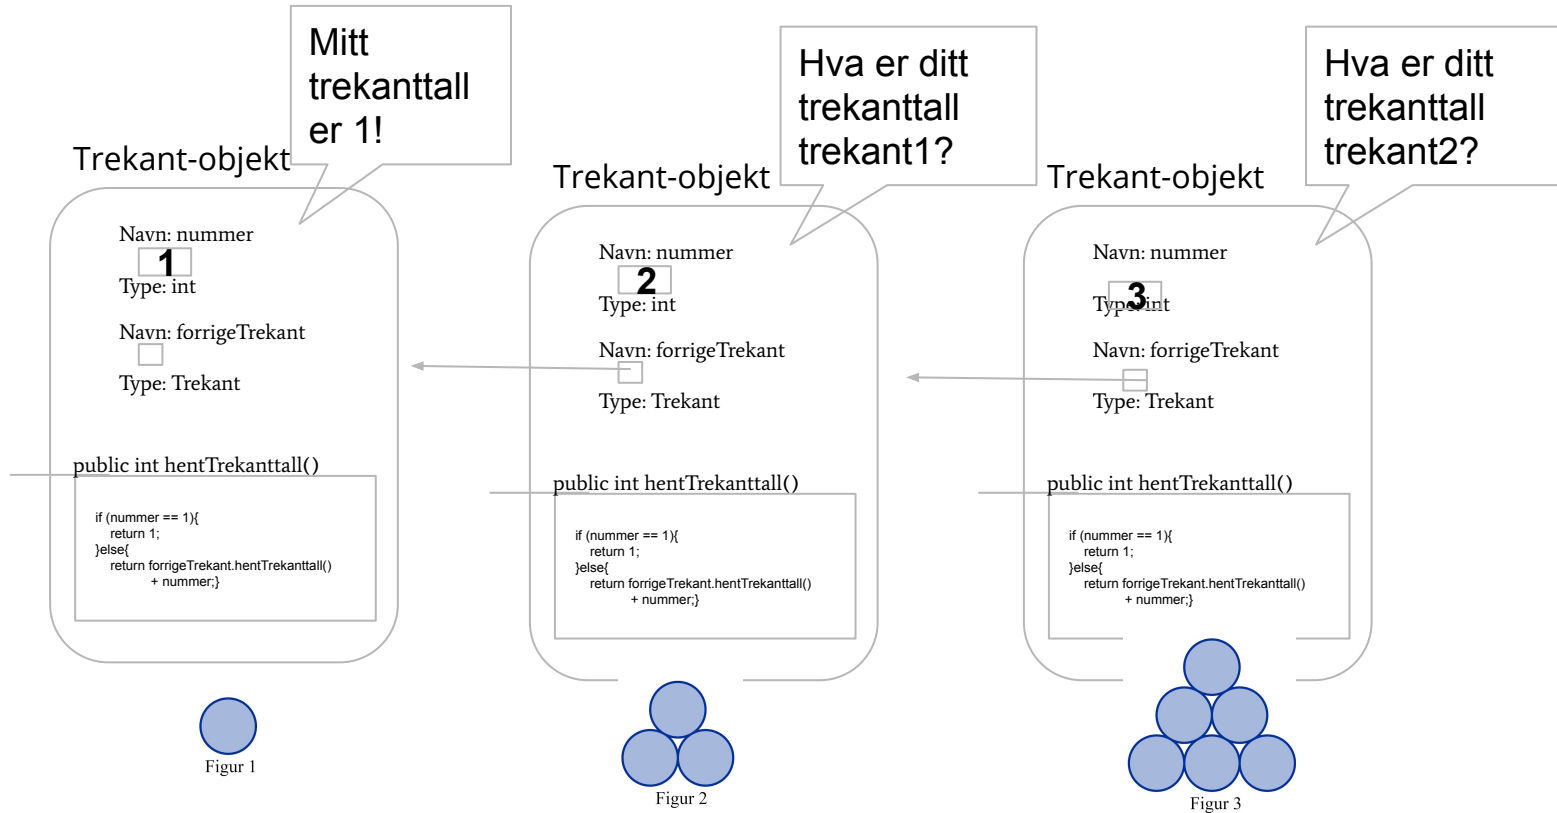 Mitt
trekanttall
er 1!
Trekant-objekt
Navn: nummer
1
Type: int
Navn: forrigeTrekant
Type: Trekant
public int hentTrekanttall()
if (nummer == 1){
return 1;
}else{
return forrigeTrekant.hentTrekanttall()
+ nummer;}
Figur 1
Hva er ditt
trekanttall
trekant1?
Trekant-objekt
Navn: nummer
2
Type: int
Navn: forrigeTrekant
Type: Trekant
public int hentTrekanttall()
if (nummer == 1){
return 1;
}else{
return forrigeTrekant.hentTrekanttall()
+ nummer;}
Figur 2
Hva er ditt
trekanttall
trekant2?
Trekant-objekt
Navn: nummer
3
Type: int
Navn: forrigeTrekant
Type: Trekant
public int hentTrekanttall()
if (nummer == 1){
return 1;
}else{
return forrigeTrekant.hentTrekanttall()
+ nummer;}
Figur 3